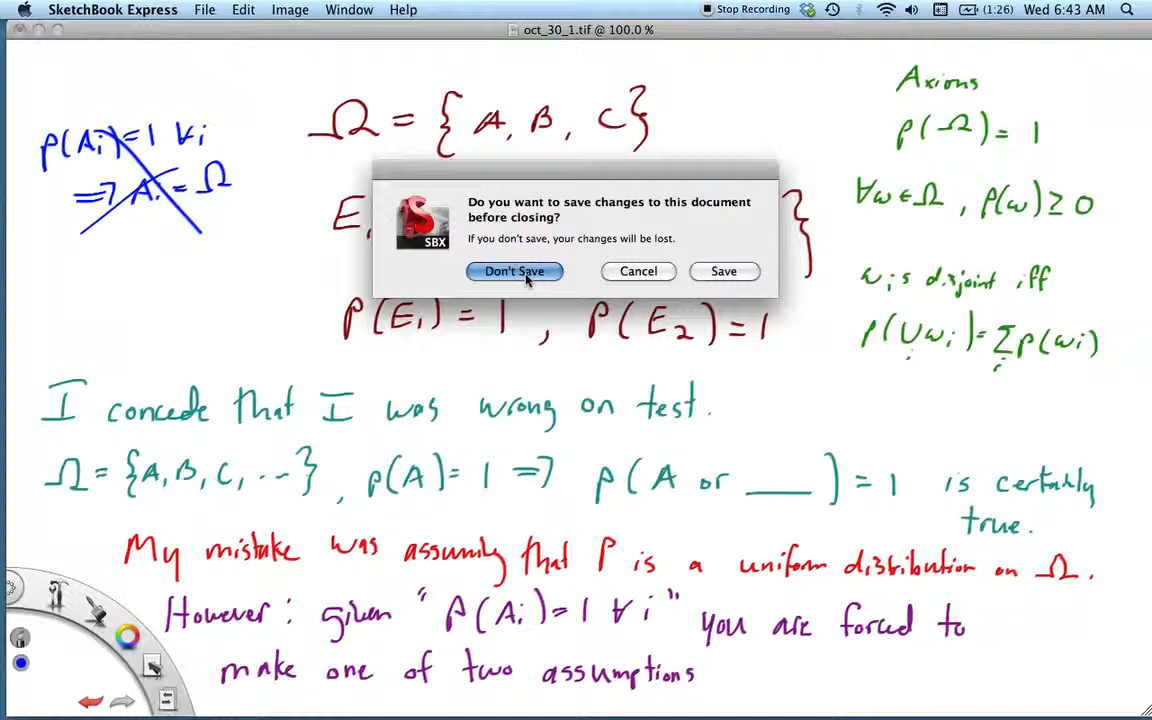 SketchBook Express File Edit Image Window Help Stop Recording (1:26) Wed 6:43 AM
oct_30_1.tif @ 100.0 %
Axions
Ω = {A, B, C}
P(Ω) = 1
P(Ai) = 1 ∀i
=> Ai = Ω
∀ω ∈ Ω, P(ω) ≥ 0
Do you want to save changes to this document
before closing?
If you don't save, your changes will be lost.
SBX
Don't Save Cancel Save
E, }
ωi's disjoint iff
P(E1) = 1, P(E2) = 1
P(∪ωi) = Σp(ωi)
i i
I concede that I was wrong on test.
Ω = {A, B, C, ...}, P(A) = 1 => P(A or ____) = 1 is certainly
true.
My mistake was assuming that P is a uniform distribution on Ω.
However: given "P(Ai) = 1 ∀i" you are forced to
make one of two assumptions